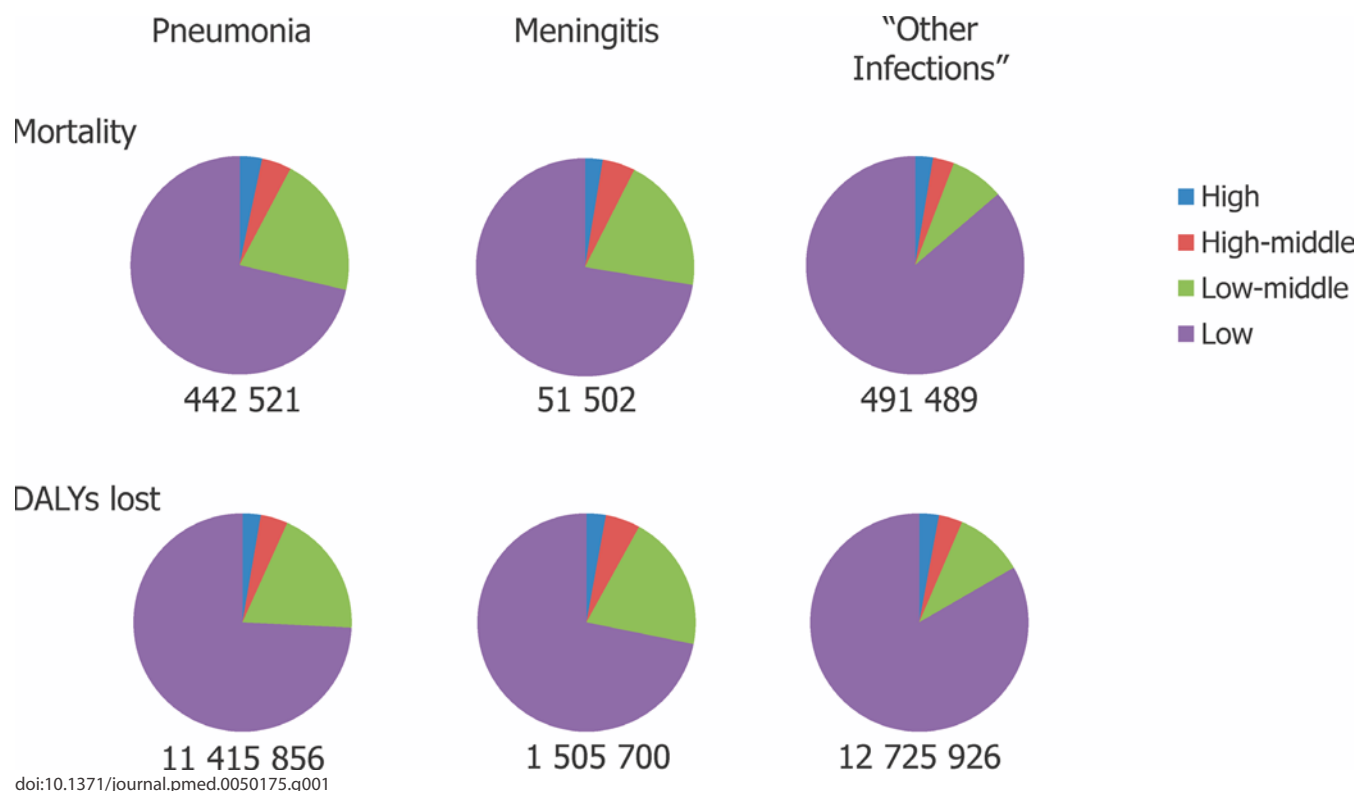 Pneumonia
Meningitis
“Other
Infections”
Mortality
High
High-middle
Low-middle
Low
442 521
51 502
491 489
DALYs lost
11 415 856
1 505 700
12 725 926
doi:10.1371/journal.pmed.0050175.g001